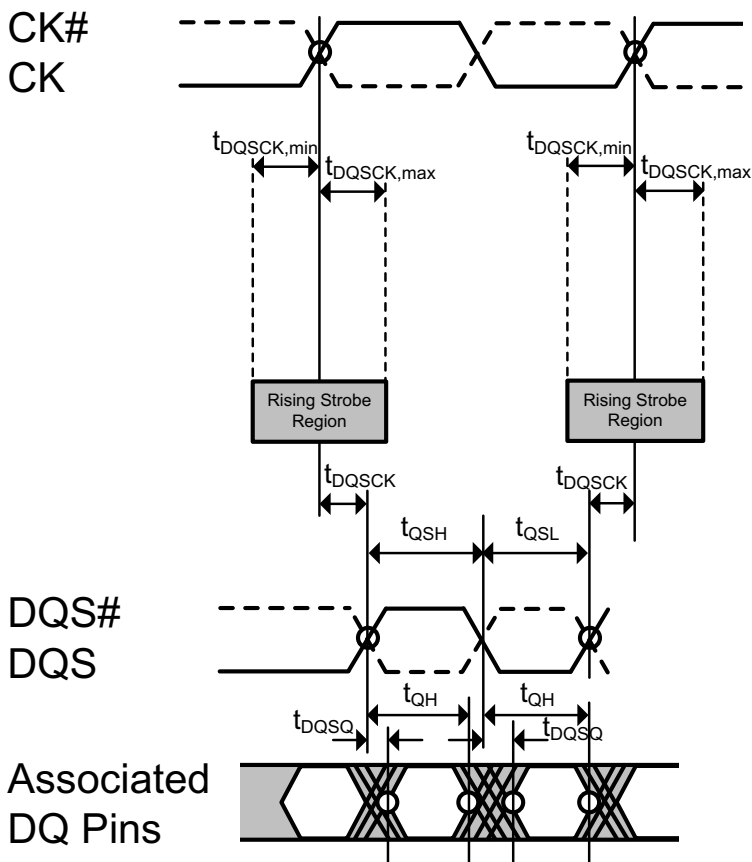 CK#
CK
tDQSCK,min
tDQSCK,max
tDQSCK,min
tDQSCK,max
Rising Strobe
Region
Rising Strobe
Region
tDQSCK
tDQSCK
tQSH
tQSL
DQS#
DQS
tQH
tQH
tDQSQ
tDQSQ
Associated
DQ Pins